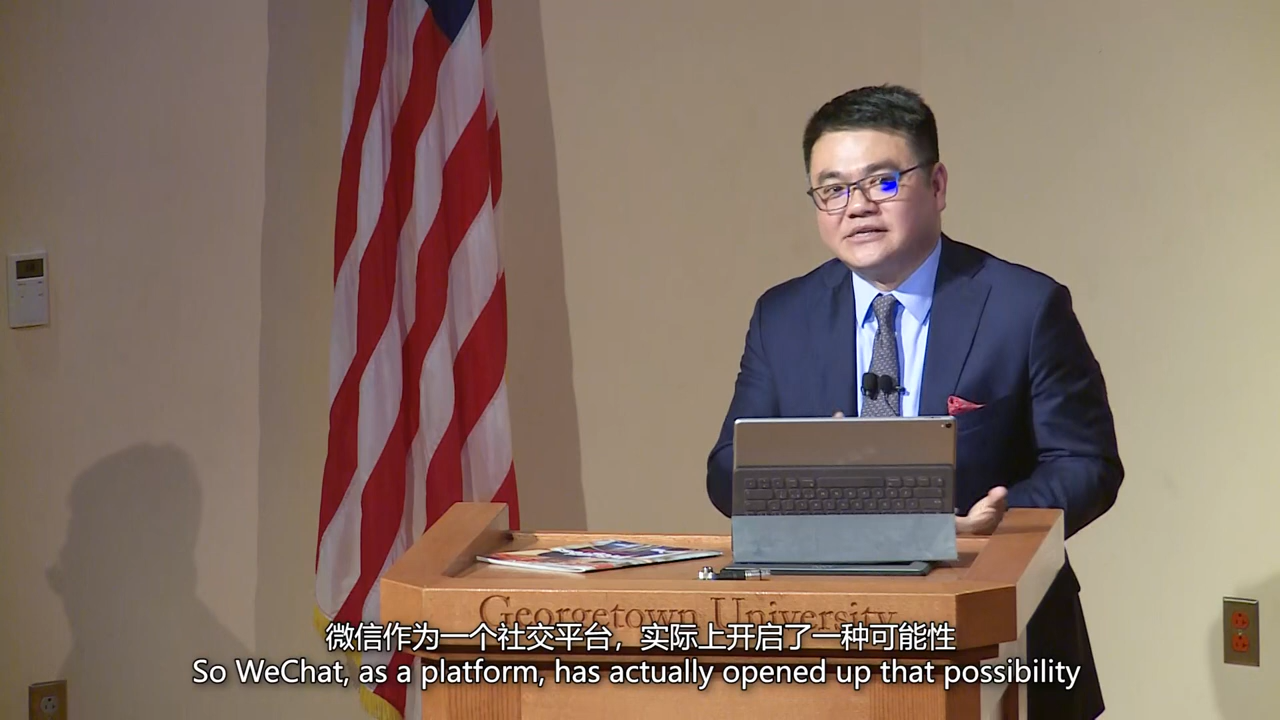 Georgetown University
微信作为一个社交平台，实际上开启了一种可能性
So WeChat, as a platform, has actually opened up that possibility